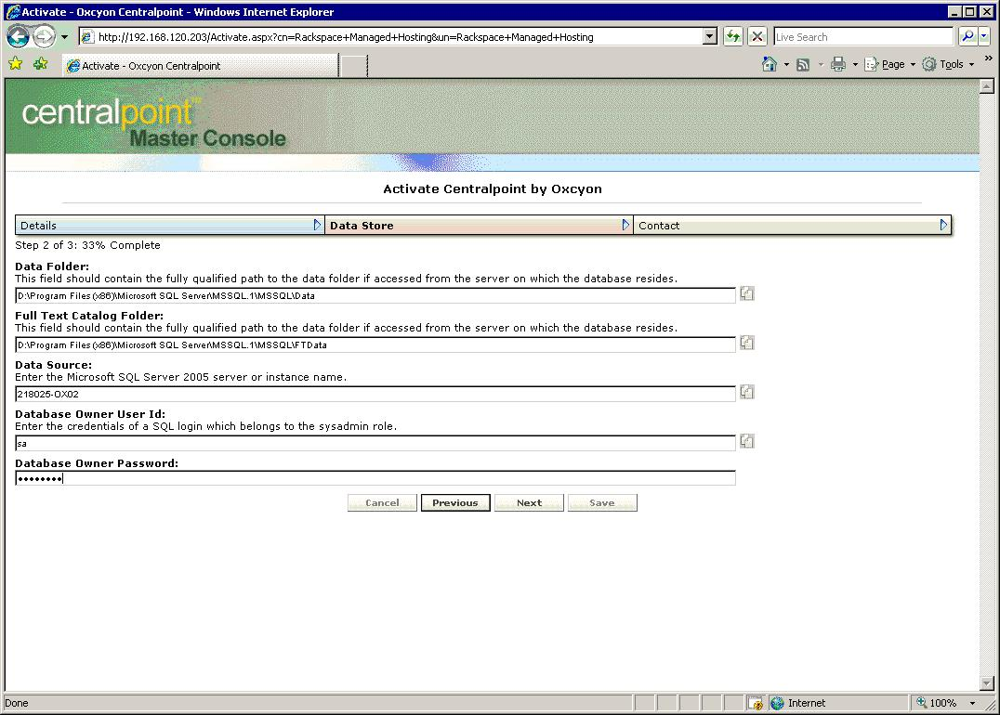 Activate - Oxcyon Centralpoint - Windows Internet Explorer
http://192.168.120.203/Activate.aspx?cn=Rackspace+Managed+Hosting&un=Rackspace+Managed+Hosting
Live Search
Activate - Oxcyon Centralpoint
Page
Tools
centralpoint™
Master Console
Activate Centralpoint by Oxcyon
Details
Data Store
Contact
Step 2 of 3: 33% Complete
Data Folder:
This field should contain the fully qualified path to the data folder if accessed from the server on which the database resides.
D:\Program Files (x86)\Microsoft SQL Server\MSSQL.1\MSSQL\Data
Full Text Catalog Folder:
This field should contain the fully qualified path to the data folder if accessed from the server on which the database resides.
D:\Program Files (x86)\Microsoft SQL Server\MSSQL.1\MSSQL\FTData
Data Source:
Enter the Microsoft SQL Server 2005 server or instance name.
218025-OX02
Database Owner User Id:
Enter the credentials of a SQL login which belongs to the sysadmin role.
sa
Database Owner Password:
••••••••
Cancel
Previous
Next
Save
Done
Internet
100%